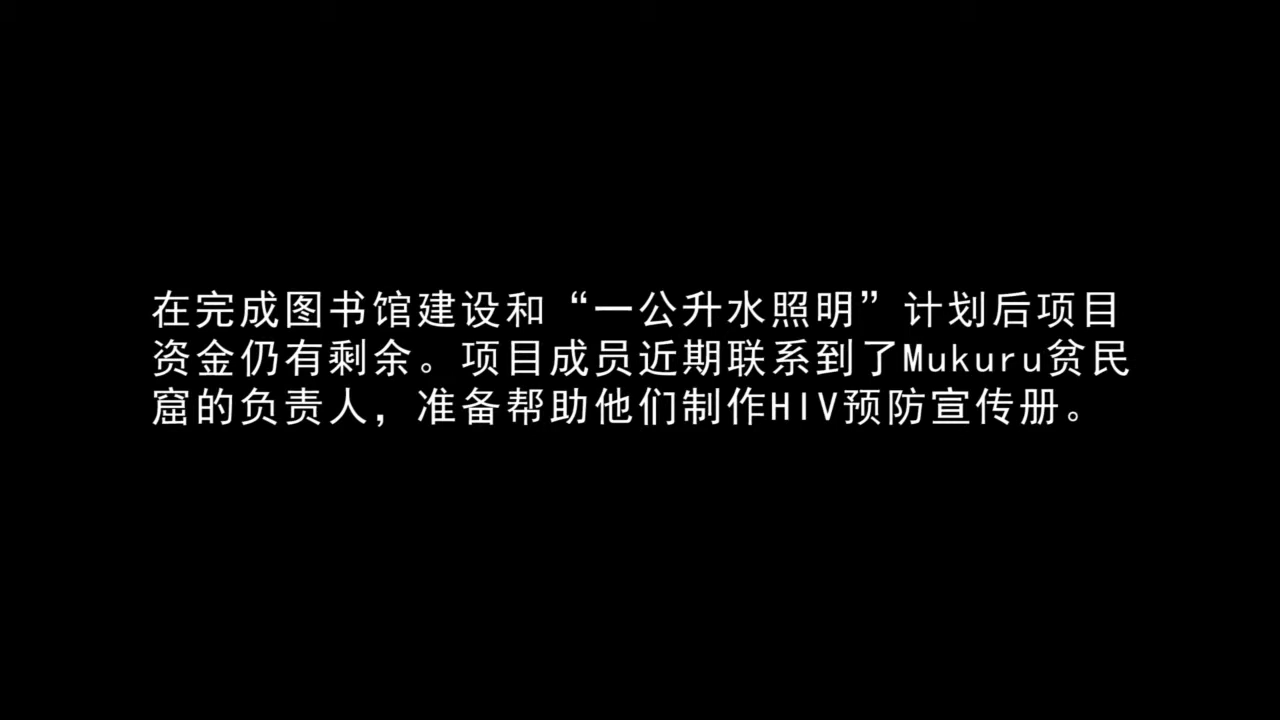 在完成图书馆建设和“一公升水照明”计划后项目
资金仍有剩余。项目成员近期联系到了Mukuru贫民
窟的负责人，准备帮助他们制作HIV预防宣传册。